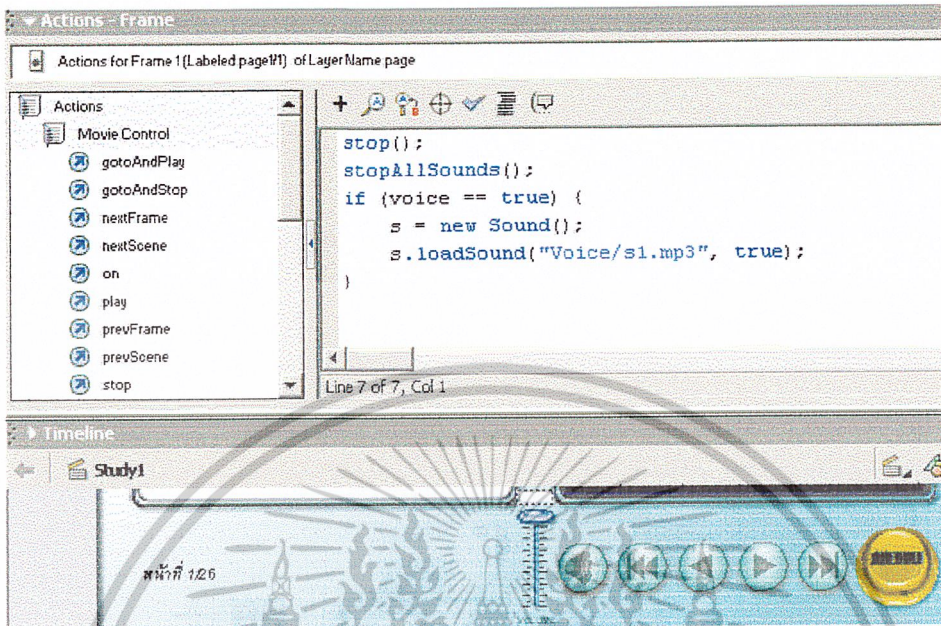 Actions - Frame
Actions for Frame 1 (Labeled page1#1) of Layer Name page
Actions
Movie Control
gotoAndPlay
gotoAndStop
nextFrame
nextScene
on
play
prevFrame
prevScene
stop
stop();
stopAllSounds();
if (voice == true) {
s = new Sound();
s.loadSound("Voice/s1.mp3", true);
}
Line 7 of 7, Col 1
Timeline
Study1
หน้าที่ 1/26
MENU